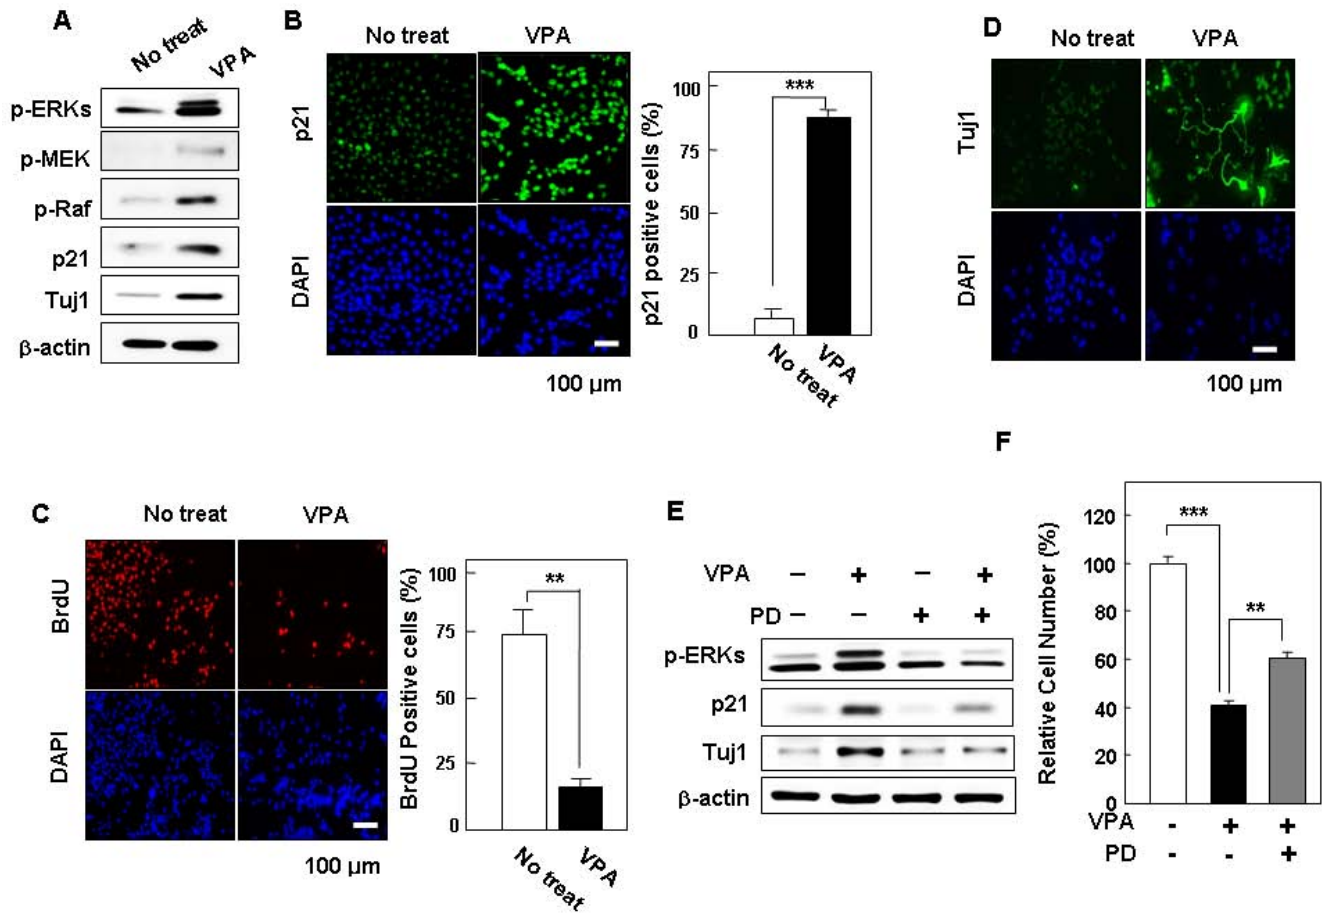 A
No treat
VPA
p-ERKs
p-MEK
p-Raf
p21
Tuj1
β-actin
B
No treat
VPA
p21
DAPI
100 μm
p21 positive cells (%)
100
75
50
25
0
***
No treat
VPA
D
No treat
VPA
Tuj1
DAPI
100 μm
C
No treat
VPA
BrdU
DAPI
100 μm
BrdU Positive cells (%)
100
75
50
25
0
**
No treat
VPA
E
VPA − + − +
PD − − + +
p-ERKs
p21
Tuj1
β-actin
F
Relative Cell Number (%)
120
100
80
60
40
20
0
***
**
VPA - + +
PD - - +